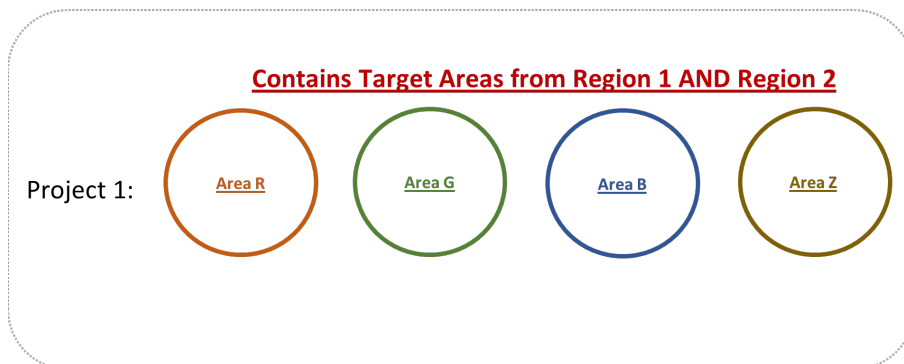 Contains Target Areas from Region 1 AND Region 2
Project 1:
Area R
Area G
Area B
Area Z